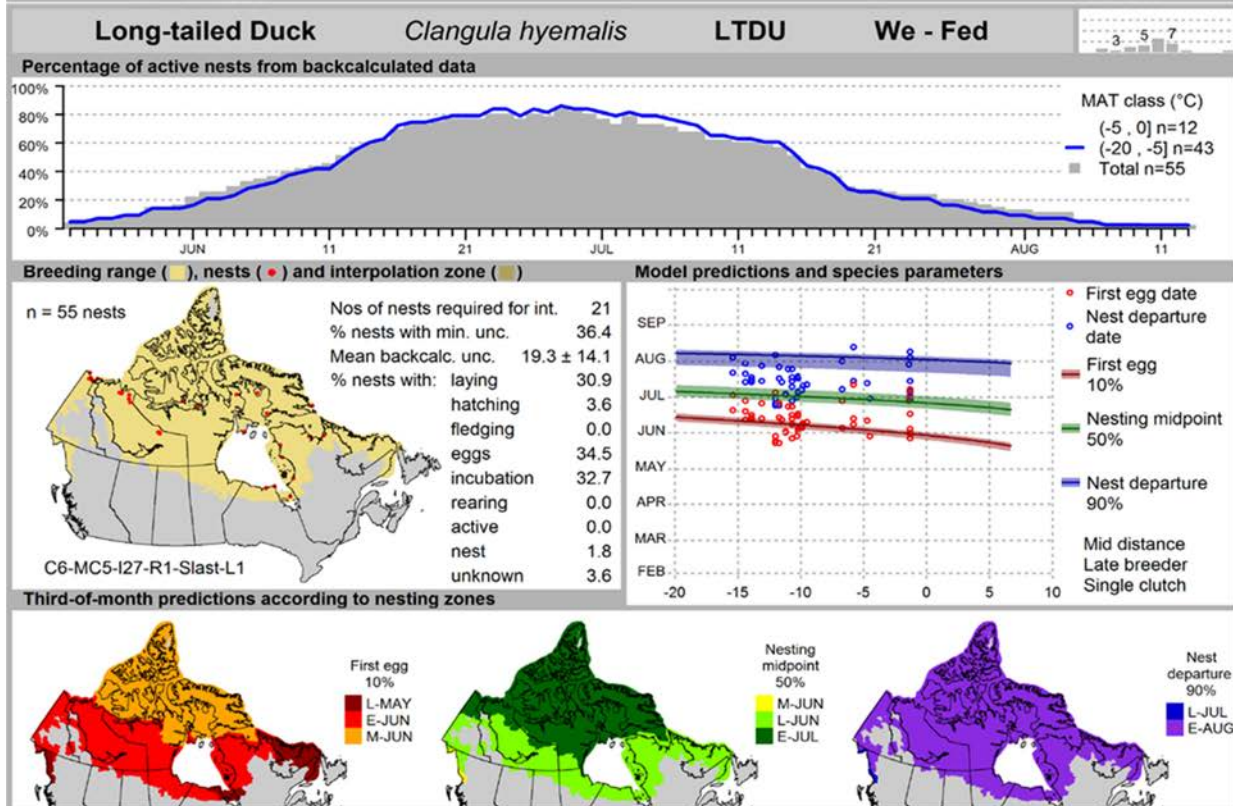 Long-tailed Duck Clangula hyemalis LTDU We - Fed
3 5 7
Percentage of active nests from backcalculated data
100%
80%
60%
40%
20%
0%
JUN 11 21 JUL 11 21 AUG 11
MAT class (°C)
(-5 , 0] n=12
(-20 , -5] n=43
Total n=55
Breeding range ( ), nests ( ) and interpolation zone ( )
n = 55 nests
Nos of nests required for int. 21
% nests with min. unc. 36.4
Mean backcalc. unc. 19.3 ± 14.1
% nests with: laying 30.9
hatching 3.6
fledging 0.0
eggs 34.5
incubation 32.7
rearing 0.0
active 0.0
nest 1.8
unknown 3.6
C6-MC5-I27-R1-Slast-L1
Model predictions and species parameters
SEP
AUG
JUL
JUN
MAY
APR
MAR
FEB
-20 -15 -10 -5 0 5 10
First egg date
Nest departure
date
First egg
10%
Nesting midpoint
50%
Nest departure
90%
Mid distance
Late breeder
Single clutch
Third-of-month predictions according to nesting zones
First egg
10%
L-MAY
E-JUN
M-JUN
Nesting
midpoint
50%
M-JUN
L-JUN
E-JUL
Nest
departure
90%
L-JUL
E-AUG